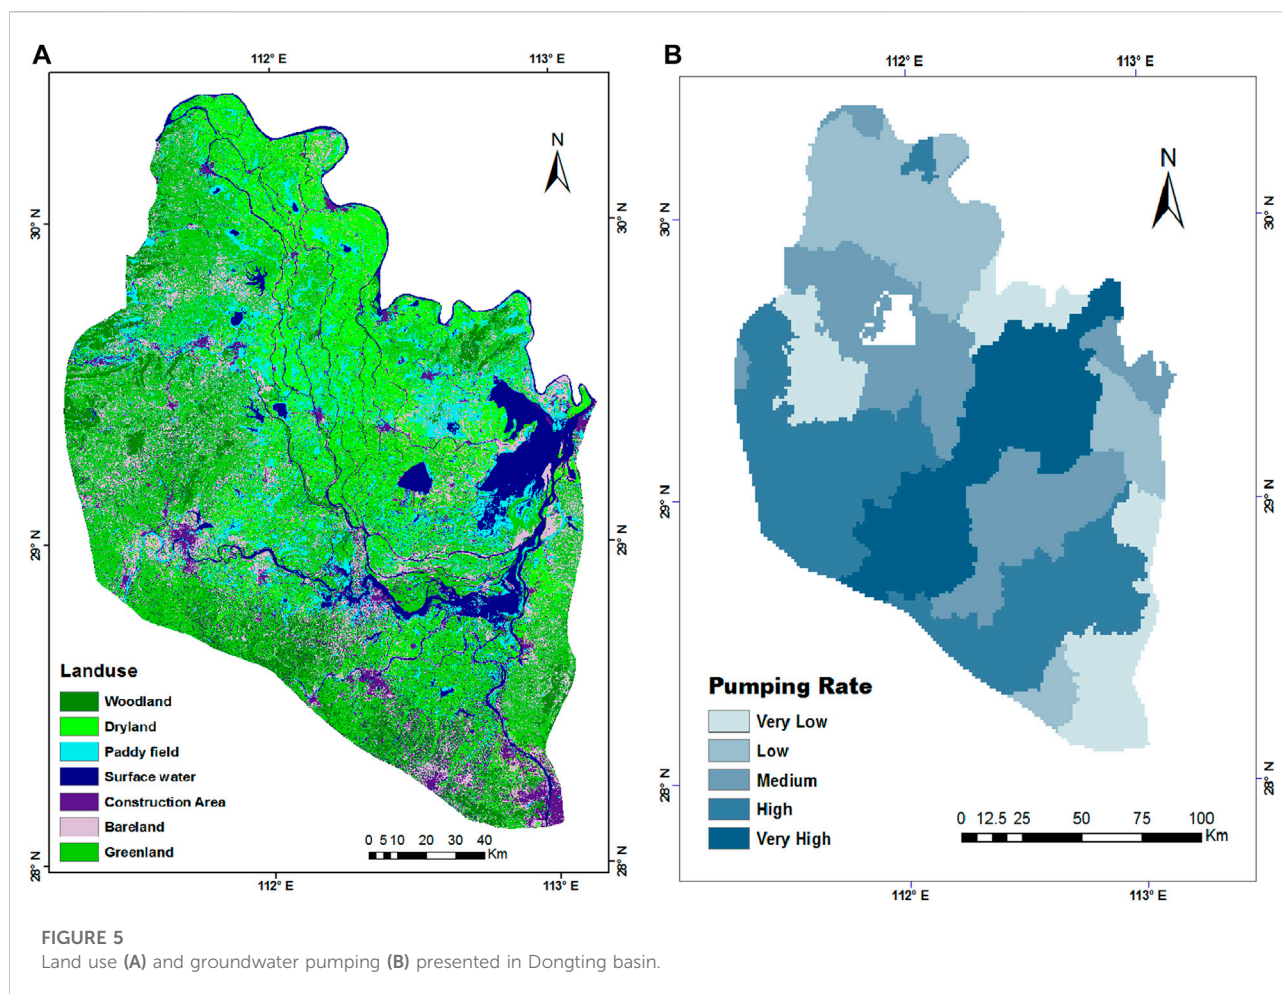 A
112° E
113° E
N
30° N
30° N
29° N
29° N
28° N
28° N
Landuse
Woodland
Dryland
Paddy field
Surface water
Construction Area
Bareland
Greenland
0 5 10 20 30 40
Km
112° E
113° E
B
112° E
113° E
N
30° N
30° N
29° N
29° N
28° N
28° N
Pumping Rate
Very Low
Low
Medium
High
Very High
0 12.5 25 50 75 100
Km
112° E
113° E
FIGURE 5
Land use (A) and groundwater pumping (B) presented in Dongting basin.